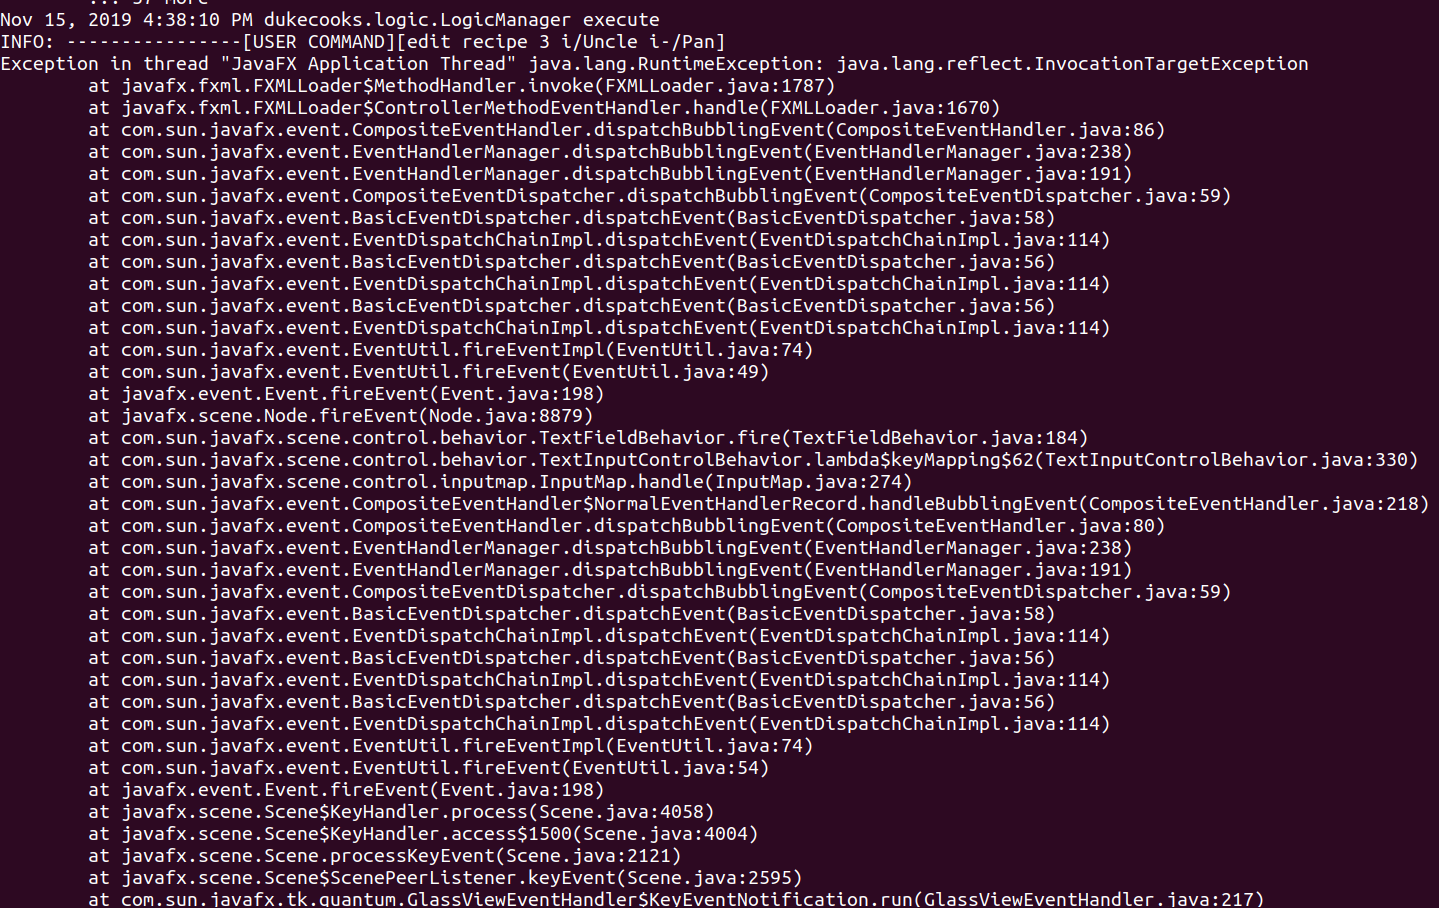 ... 57 more
Nov 15, 2019 4:38:10 PM dukecooks.logic.LogicManager execute
INFO: ----------------[USER COMMAND][edit recipe 3 i/Uncle i-/Pan]
Exception in thread "JavaFX Application Thread" java.lang.RuntimeException: java.lang.reflect.InvocationTargetException
at javafx.fxml.FXMLLoader$MethodHandler.invoke(FXMLLoader.java:1787)
at javafx.fxml.FXMLLoader$ControllerMethodEventHandler.handle(FXMLLoader.java:1670)
at com.sun.javafx.event.CompositeEventHandler.dispatchBubblingEvent(CompositeEventHandler.java:86)
at com.sun.javafx.event.EventHandlerManager.dispatchBubblingEvent(EventHandlerManager.java:238)
at com.sun.javafx.event.EventHandlerManager.dispatchBubblingEvent(EventHandlerManager.java:191)
at com.sun.javafx.event.CompositeEventDispatcher.dispatchBubblingEvent(CompositeEventDispatcher.java:59)
at com.sun.javafx.event.BasicEventDispatcher.dispatchEvent(BasicEventDispatcher.java:58)
at com.sun.javafx.event.EventDispatchChainImpl.dispatchEvent(EventDispatchChainImpl.java:114)
at com.sun.javafx.event.BasicEventDispatcher.dispatchEvent(BasicEventDispatcher.java:56)
at com.sun.javafx.event.EventDispatchChainImpl.dispatchEvent(EventDispatchChainImpl.java:114)
at com.sun.javafx.event.BasicEventDispatcher.dispatchEvent(BasicEventDispatcher.java:56)
at com.sun.javafx.event.EventDispatchChainImpl.dispatchEvent(EventDispatchChainImpl.java:114)
at com.sun.javafx.event.EventUtil.fireEventImpl(EventUtil.java:74)
at com.sun.javafx.event.EventUtil.fireEvent(EventUtil.java:49)
at javafx.event.Event.fireEvent(Event.java:198)
at javafx.scene.Node.fireEvent(Node.java:8879)
at com.sun.javafx.scene.control.behavior.TextFieldBehavior.fire(TextFieldBehavior.java:184)
at com.sun.javafx.scene.control.behavior.TextInputControlBehavior.lambda$keyMapping$62(TextInputControlBehavior.java:330)
at com.sun.javafx.scene.control.inputmap.InputMap.handle(InputMap.java:274)
at com.sun.javafx.event.CompositeEventHandler$NormalEventHandlerRecord.handleBubblingEvent(CompositeEventHandler.java:218)
at com.sun.javafx.event.CompositeEventHandler.dispatchBubblingEvent(CompositeEventHandler.java:80)
at com.sun.javafx.event.EventHandlerManager.dispatchBubblingEvent(EventHandlerManager.java:238)
at com.sun.javafx.event.EventHandlerManager.dispatchBubblingEvent(EventHandlerManager.java:191)
at com.sun.javafx.event.CompositeEventDispatcher.dispatchBubblingEvent(CompositeEventDispatcher.java:59)
at com.sun.javafx.event.BasicEventDispatcher.dispatchEvent(BasicEventDispatcher.java:58)
at com.sun.javafx.event.EventDispatchChainImpl.dispatchEvent(EventDispatchChainImpl.java:114)
at com.sun.javafx.event.BasicEventDispatcher.dispatchEvent(BasicEventDispatcher.java:56)
at com.sun.javafx.event.EventDispatchChainImpl.dispatchEvent(EventDispatchChainImpl.java:114)
at com.sun.javafx.event.BasicEventDispatcher.dispatchEvent(BasicEventDispatcher.java:56)
at com.sun.javafx.event.EventDispatchChainImpl.dispatchEvent(EventDispatchChainImpl.java:114)
at com.sun.javafx.event.EventUtil.fireEventImpl(EventUtil.java:74)
at com.sun.javafx.event.EventUtil.fireEvent(EventUtil.java:54)
at javafx.event.Event.fireEvent(Event.java:198)
at javafx.scene.Scene$KeyHandler.process(Scene.java:4058)
at javafx.scene.Scene$KeyHandler.access$1500(Scene.java:4004)
at javafx.scene.Scene.processKeyEvent(Scene.java:2121)
at javafx.scene.Scene$ScenePeerListener.keyEvent(Scene.java:2595)
at com.sun.javafx.tk.quantum.GlassViewEventHandler$KeyEventNotification.run(GlassViewEventHandler.java:217)